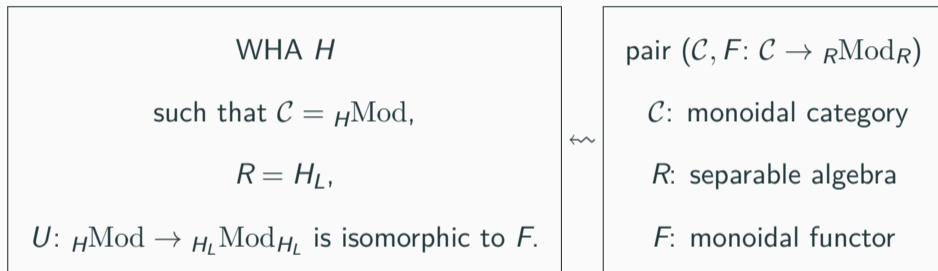 WHA H
such that 𝒞 = _HMod,
R = H_L,
U: _HMod → _{H_L}Mod_{H_L} is isomorphic to F.
↜
pair (𝒞, F: 𝒞 → _RMod_R)
𝒞: monoidal category
R: separable algebra
F: monoidal functor